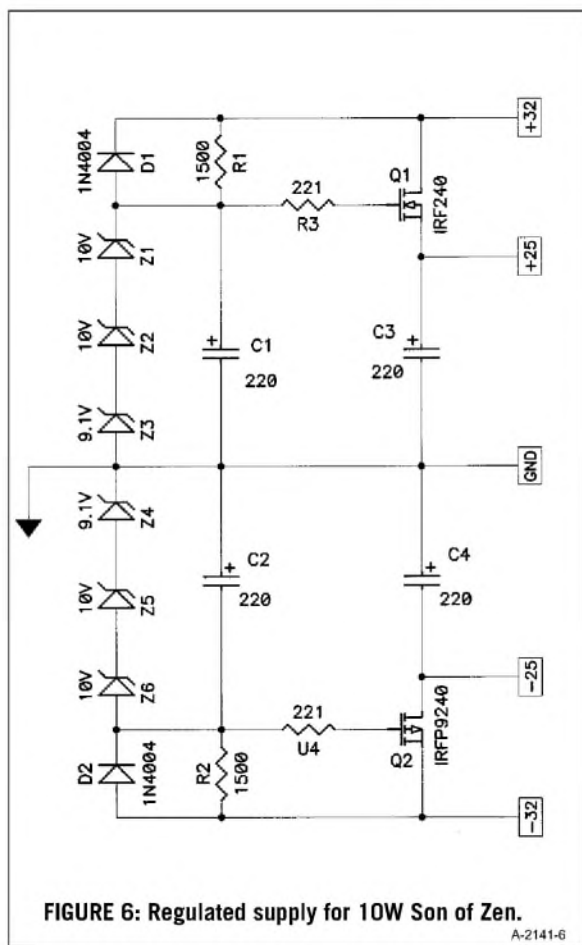 +32
1N4004
D1
1500
R1
221
R3
Q1
IRF240
10V
Z1
+25
10V
Z2
+
C1
220
C3
+
220
9.1V
Z3
GND
9.1V
Z4
C2
+
220
C4
+
220
10V
Z5
10V
Z6
-25
221
U4
IRFP9240
Q2
D2
1N4004
R2
1500
-32
FIGURE 6: Regulated supply for 10W Son of Zen.
A-2141-6